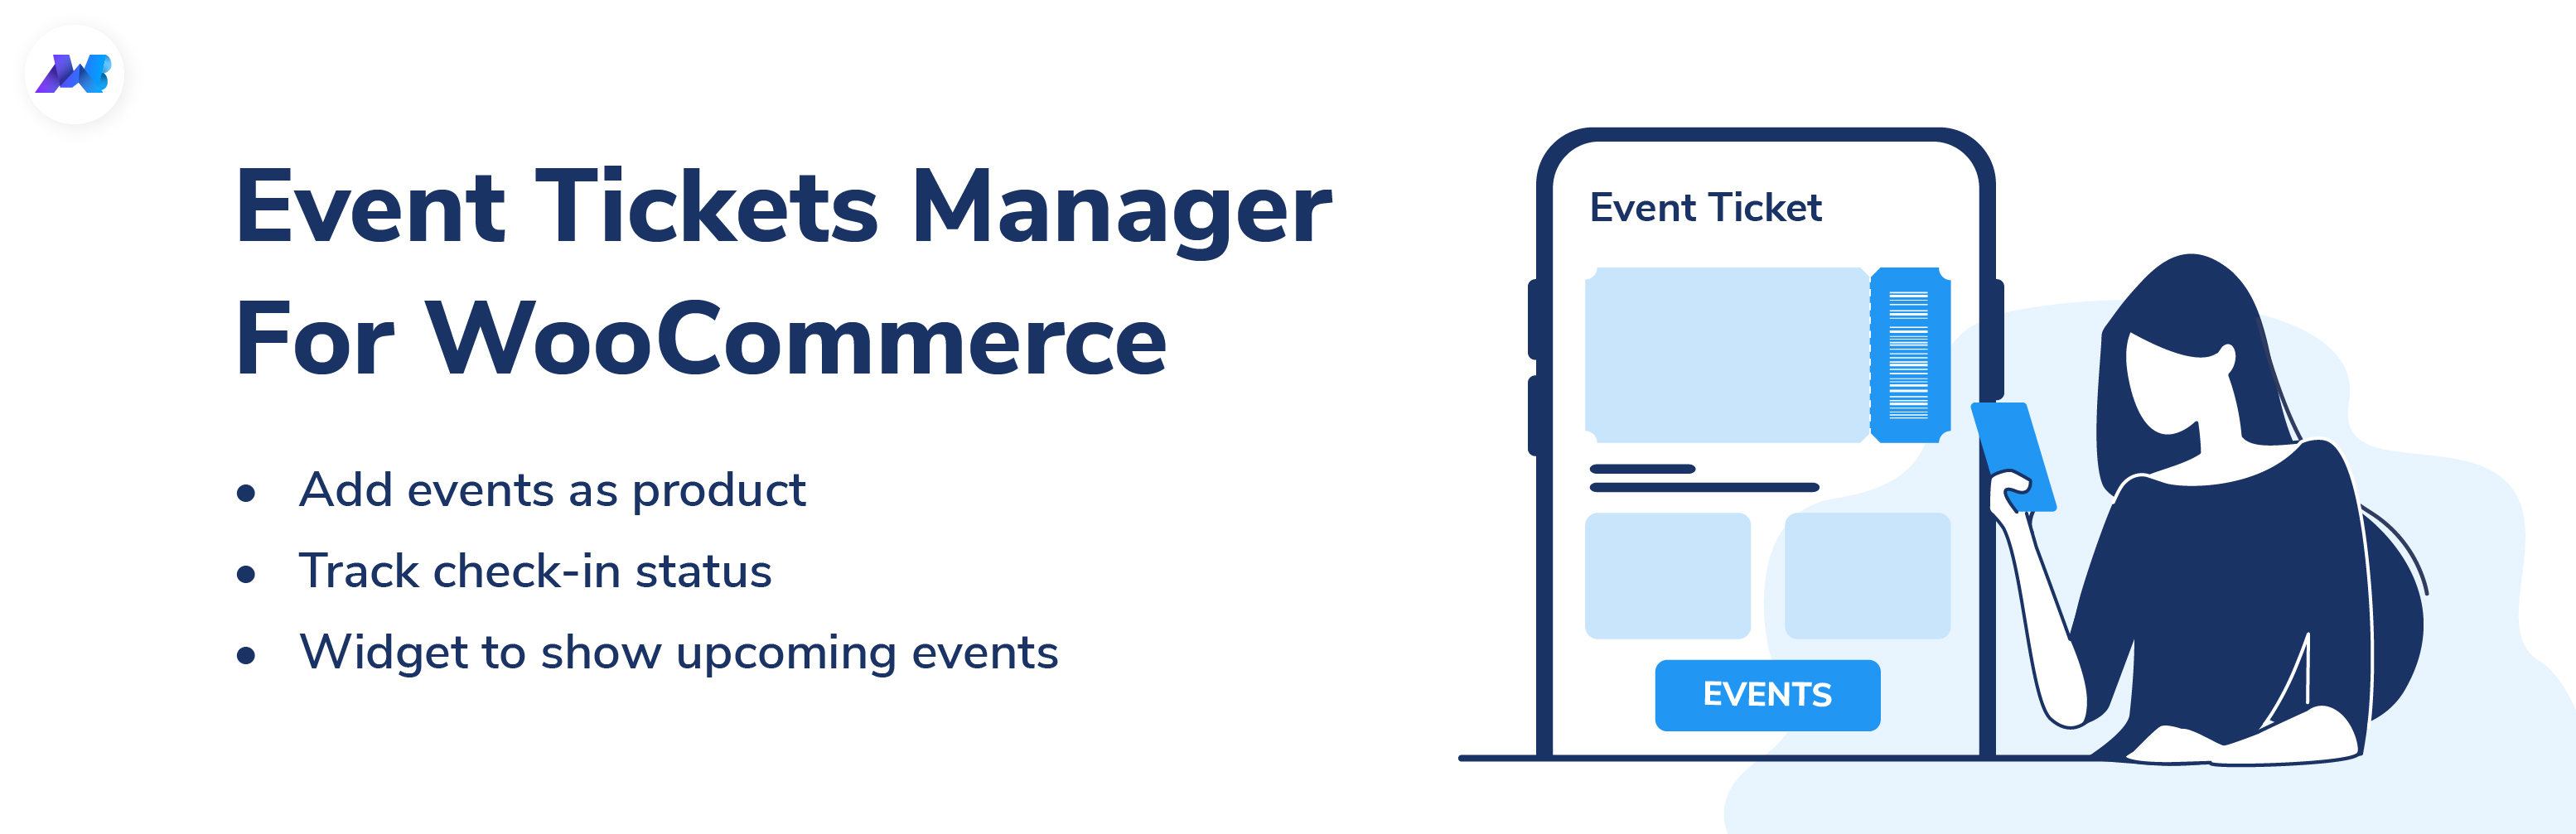 Event Tickets Manager
For WooCommerce
• Add events as product
• Track check-in status
• Widget to show upcoming events
Event Ticket
EVENTS